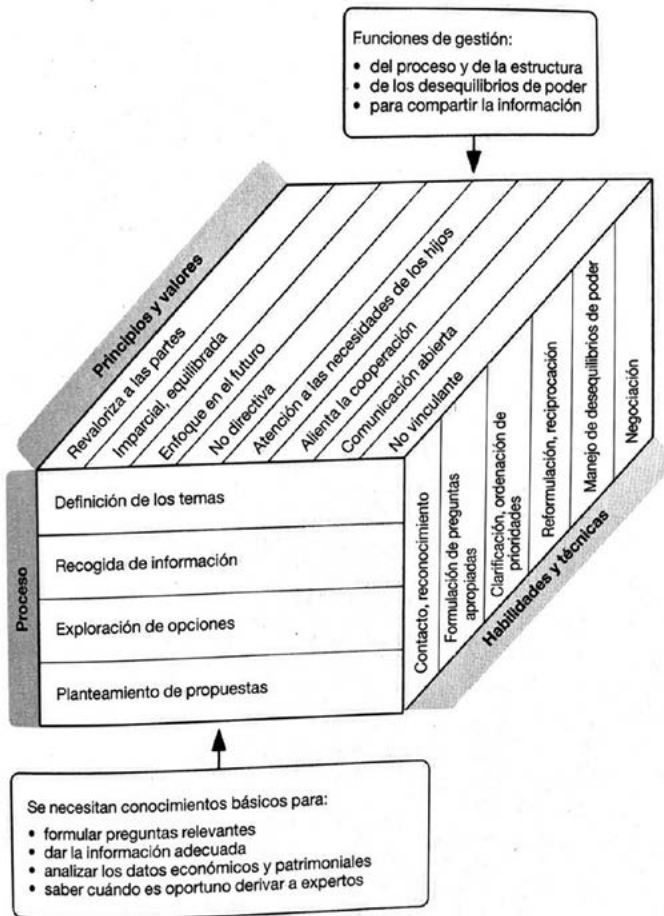 Funciones de gestión:
• del proceso y de la estructura
• de los desequilibrios de poder
• para compartir la información
Principios y valores
Revaloriza a las partes
Imparcial, equilibrada
Enfoque en el futuro
No directiva
Atención a las necesidades de los hijos
Alienta la cooperación
Comunicación abierta
No vinculante
Proceso
Definición de los temas
Recogida de información
Exploración de opciones
Planteamiento de propuestas
Contacto, reconocimiento
Formulación de preguntas
apropiadas
Clarificación, ordenación de
prioridades
Reformulación, reciprocación
Manejo de desequilibrios de poder
Negociación
Habilidades y técnicas
Se necesitan conocimientos básicos para:
• formular preguntas relevantes
• dar la información adecuada
• analizar los datos económicos y patrimoniales
• saber cuándo es oportuno derivar a expertos